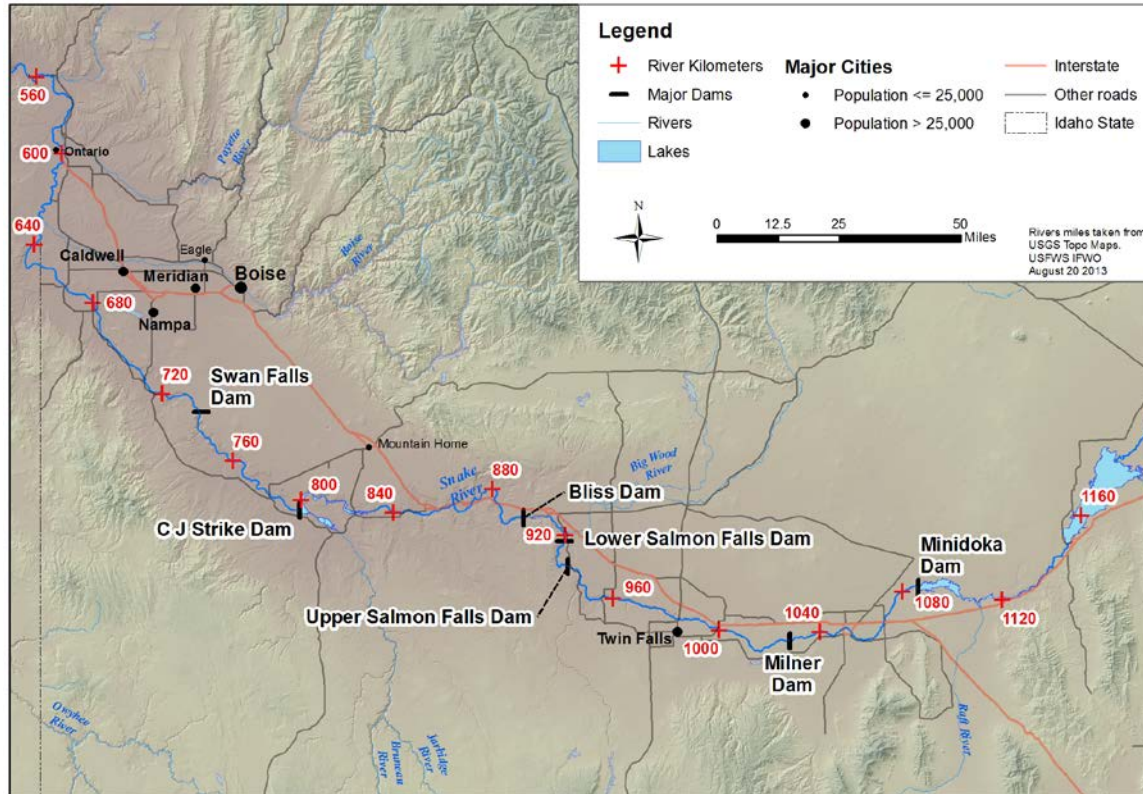 Legend
River Kilometers
Major Dams
Rivers
Lakes
Major Cities
Population <= 25,000
Population > 25,000
Interstate
Other roads
Idaho State
N
0 12.5 25 50
Miles
Rivers miles taken from
USGS Topo Maps.
USFWS IFWO
August 20 2013
560
600
Ontario
Payette
River
640
Caldwell
Eagle
Meridian
Boise
Boise
River
680
Nampa
720
Swan Falls
Dam
760
Mountain Home
800
C J Strike Dam
840
Snake
River
880
Big Wood
River
Bliss Dam
920
Lower Salmon Falls Dam
Upper Salmon Falls Dam
960
Twin Falls
1000
1040
Milner
Dam
Minidoka
Dam
1080
1120
1160
Raft River
Owyhee
River
Bruneau
River
Jarbidge
River